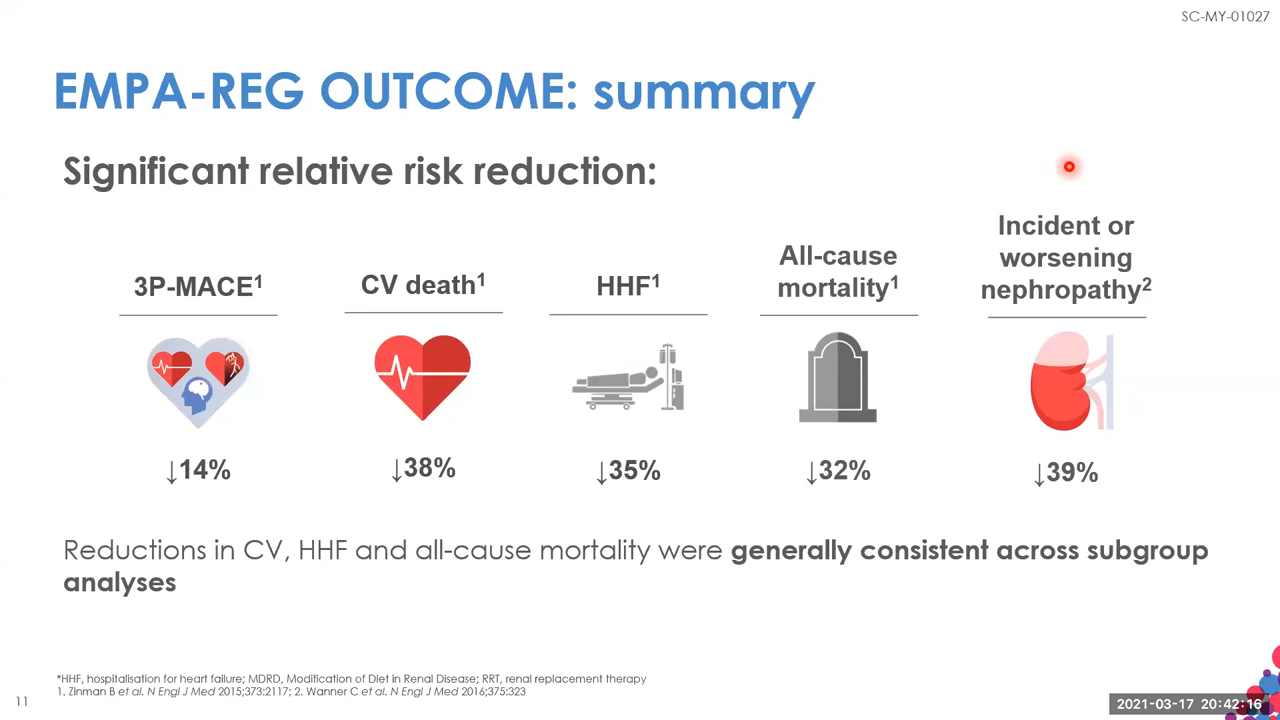 SC-MY-01027
EMPA-REG OUTCOME: summary
Significant relative risk reduction:
3P-MACE¹
CV death¹
HHF¹
All-cause
mortality¹
Incident or
worsening
nephropathy²
↓14%
↓38%
↓35%
↓32%
↓39%
Reductions in CV, HHF and all-cause mortality were generally consistent across subgroup
analyses
*HHF, hospitalisation for heart failure; MDRD, Modification of Diet in Renal Disease; RRT, renal replacement therapy
1. Zinman B et al. N Engl J Med 2015;373:2117; 2. Wanner C et al. N Engl J Med 2016;375:323
11
2021-03-17 20:42:16